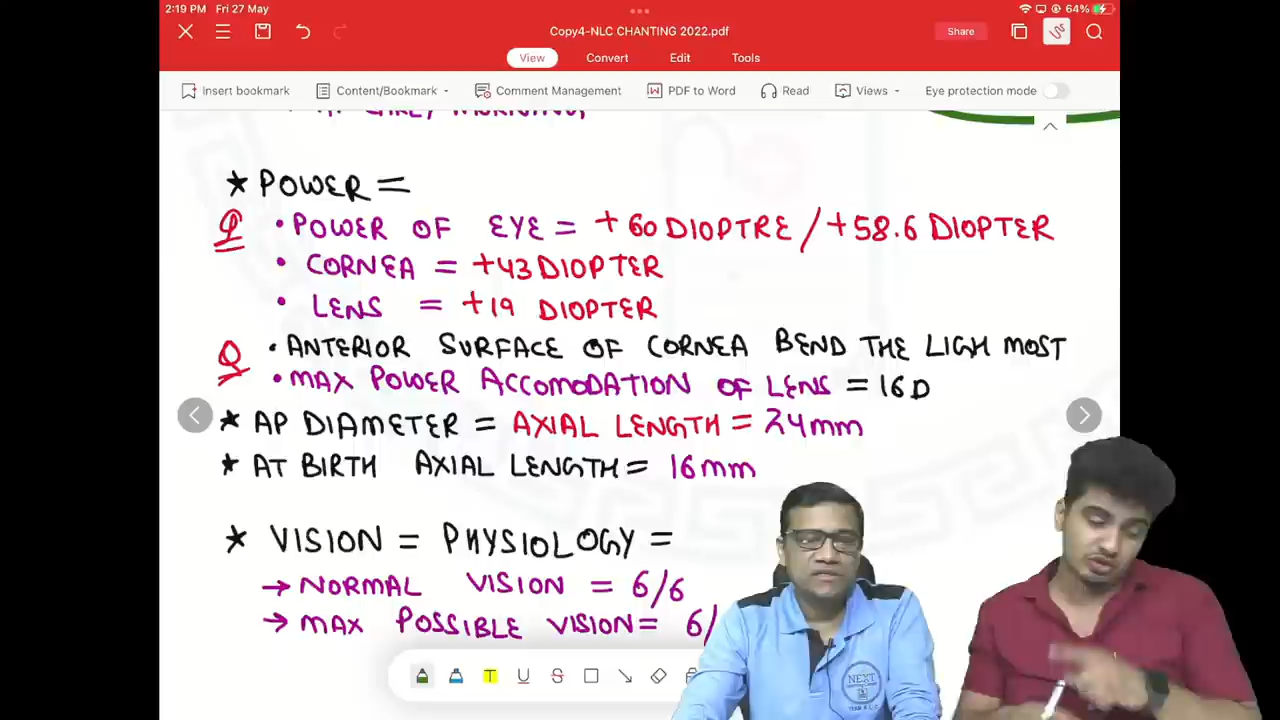 2:19 PM Fri 27 May
64%
Copy4-NLC CHANTING 2022.pdf
Share
View Convert Edit Tools
Insert bookmark Content/Bookmark Comment Management PDF to Word Read Views Eye protection mode
★ POWER =
Q • POWER OF EYE = +60 DIOPTRE / +58.6 DIOPTER
• CORNEA = +43 DIOPTER
• LENS = +19 DIOPTER
Q • ANTERIOR SURFACE OF CORNEA BEND THE LIGH MOST
• MAX POWER ACCOMODATION OF LENS = 16D
★ AP DIAMETER = AXIAL LENGTH = 24mm
★ AT BIRTH AXIAL LENGTH = 16mm
★ VISION = PHYSIOLOGY =
→ NORMAL VISION = 6/6
→ MAX POSSIBLE VISION = 6/
NEXT